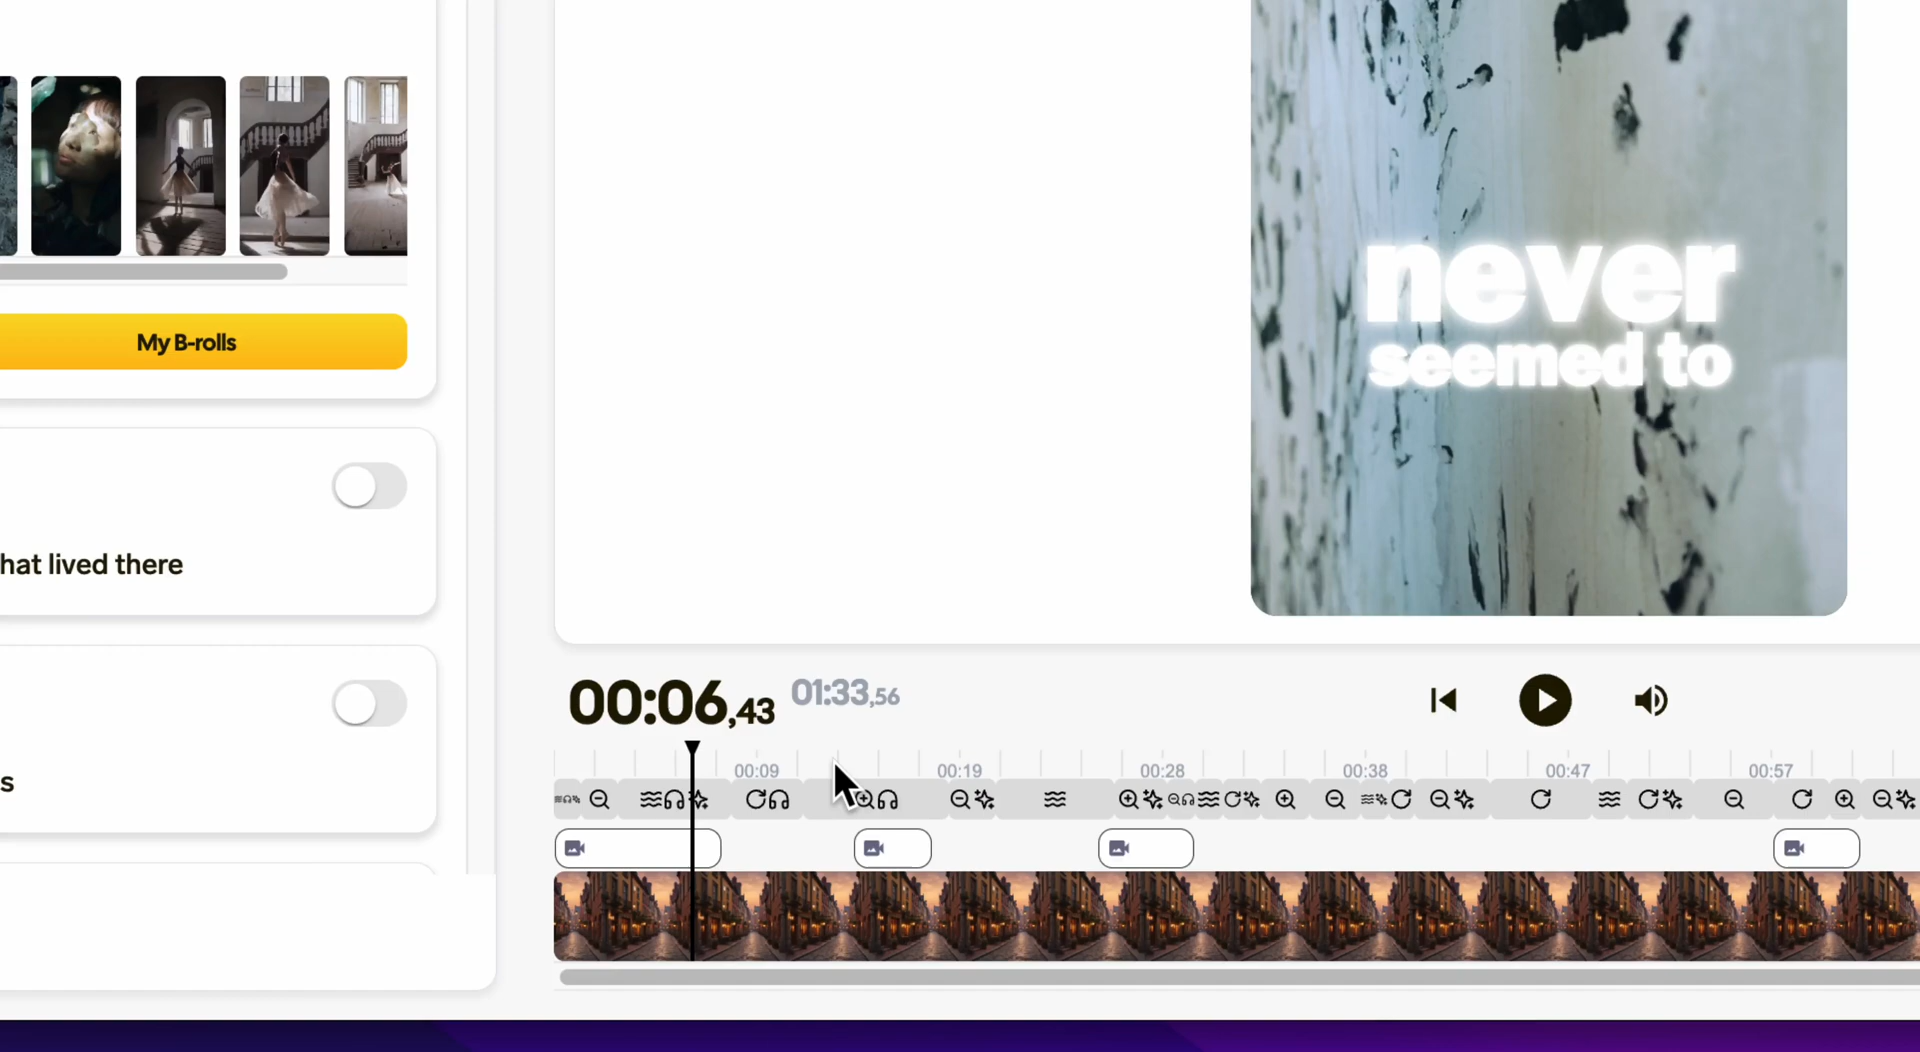 My B-rolls
hat lived there
s
never
seemed to
00:06,43 01:33,56
00:09 00:19 00:28 00:38 00:47 00:57